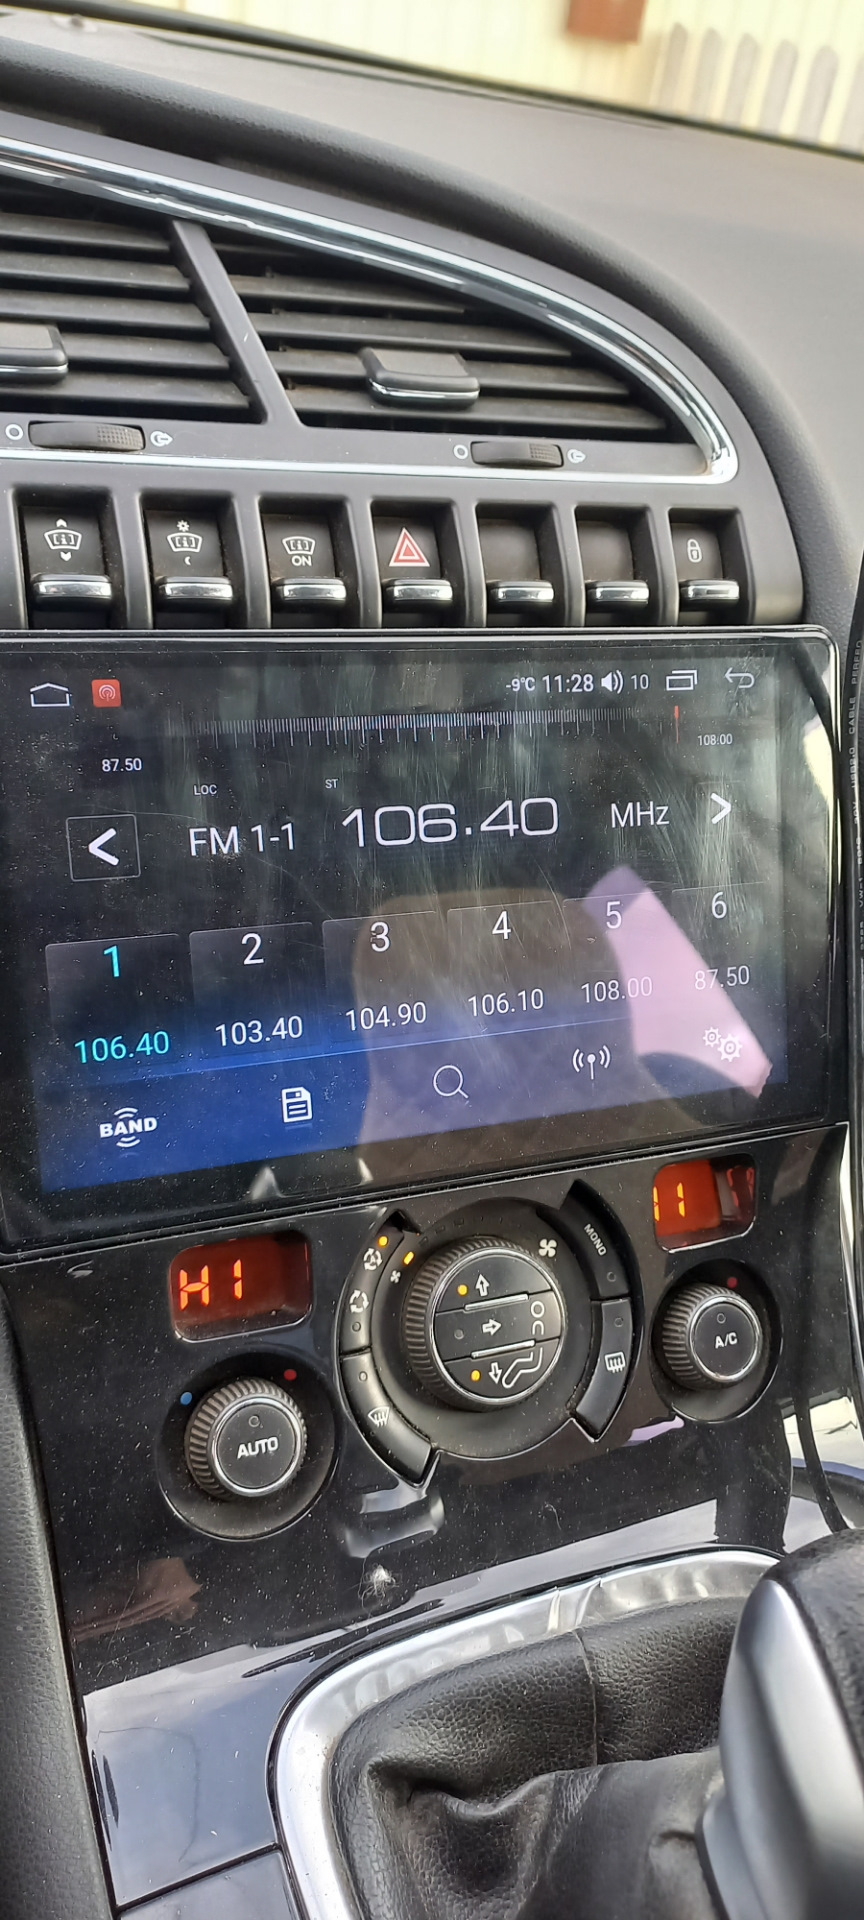 ON
-9°C 11:28 10
87.50
108.00
LOC
ST
FM 1-1
106.40
MHz
1
2
3
4
5
6
106.40
103.40
104.90
106.10
108.00
87.50
BAND
HI
MONO
AUTO
A/C